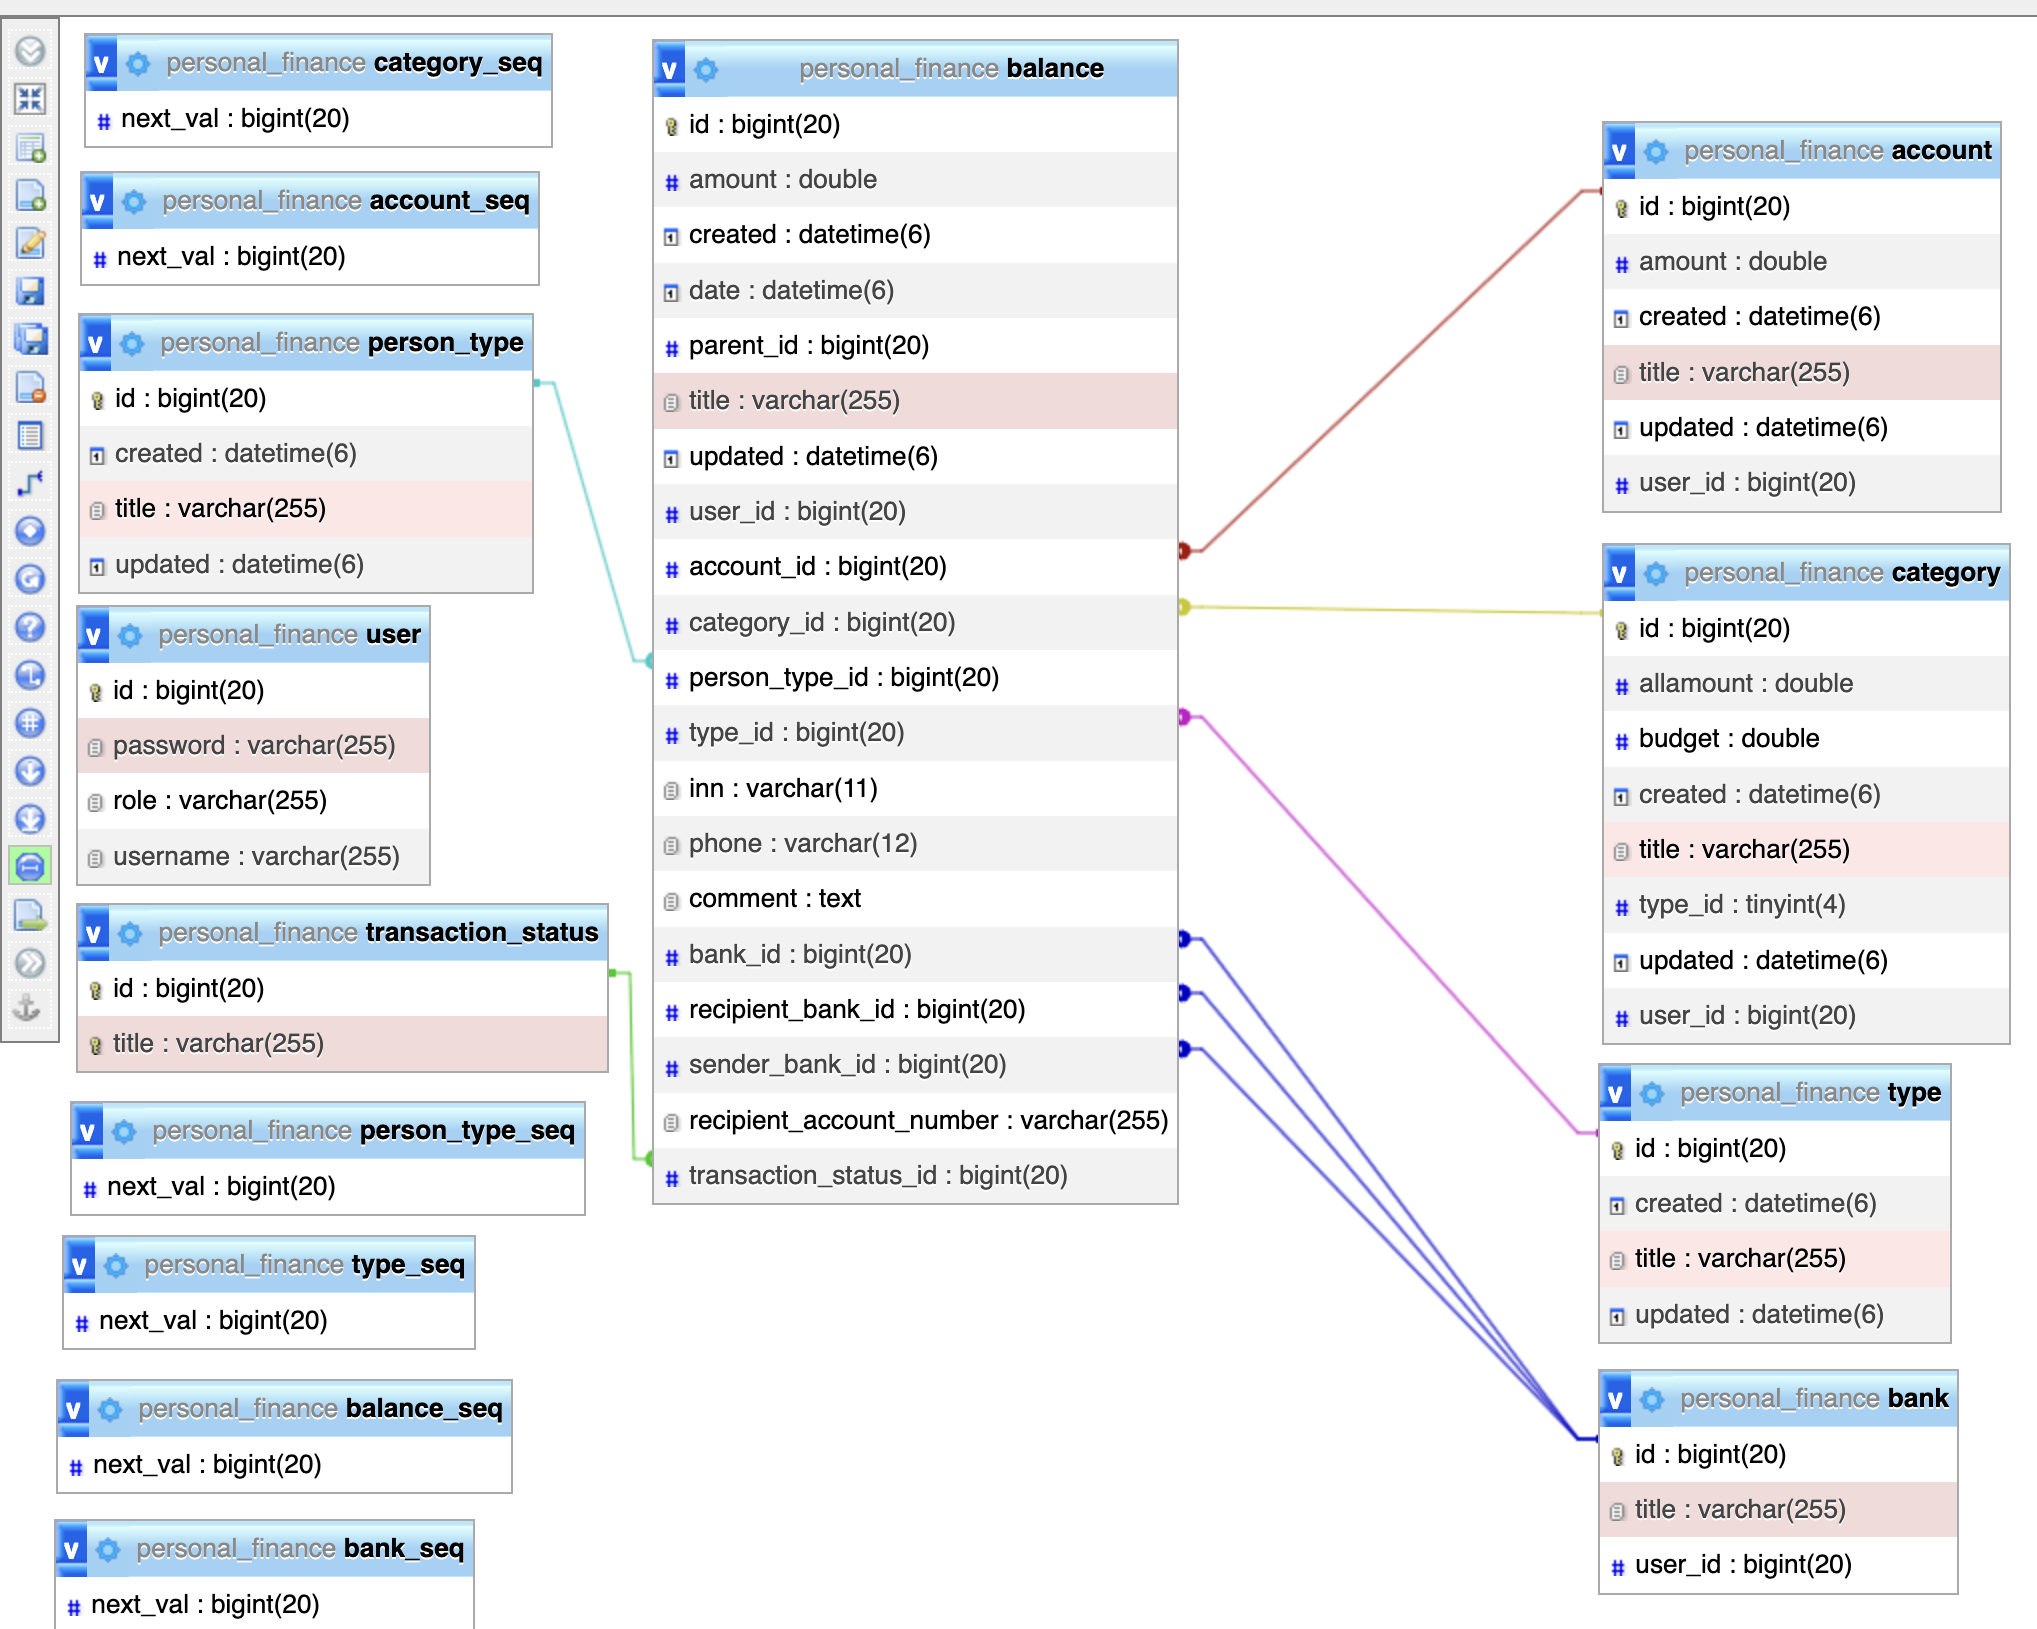 v personal_finance category_seq
# next_val : bigint(20)
v personal_finance account_seq
# next_val : bigint(20)
v personal_finance person_type
id : bigint(20)
created : datetime(6)
title : varchar(255)
updated : datetime(6)
v personal_finance user
id : bigint(20)
password : varchar(255)
role : varchar(255)
username : varchar(255)
v personal_finance transaction_status
id : bigint(20)
title : varchar(255)
v personal_finance person_type_seq
# next_val : bigint(20)
v personal_finance type_seq
# next_val : bigint(20)
v personal_finance balance_seq
# next_val : bigint(20)
v personal_finance bank_seq
# next_val : bigint(20)
v personal_finance balance
id : bigint(20)
# amount : double
created : datetime(6)
date : datetime(6)
# parent_id : bigint(20)
title : varchar(255)
updated : datetime(6)
# user_id : bigint(20)
# account_id : bigint(20)
# category_id : bigint(20)
# person_type_id : bigint(20)
# type_id : bigint(20)
inn : varchar(11)
phone : varchar(12)
comment : text
# bank_id : bigint(20)
# recipient_bank_id : bigint(20)
# sender_bank_id : bigint(20)
recipient_account_number : varchar(255)
# transaction_status_id : bigint(20)
v personal_finance account
id : bigint(20)
# amount : double
created : datetime(6)
title : varchar(255)
updated : datetime(6)
# user_id : bigint(20)
v personal_finance category
id : bigint(20)
# allamount : double
# budget : double
created : datetime(6)
title : varchar(255)
# type_id : tinyint(4)
updated : datetime(6)
# user_id : bigint(20)
v personal_finance type
id : bigint(20)
created : datetime(6)
title : varchar(255)
updated : datetime(6)
v personal_finance bank
id : bigint(20)
title : varchar(255)
# user_id : bigint(20)